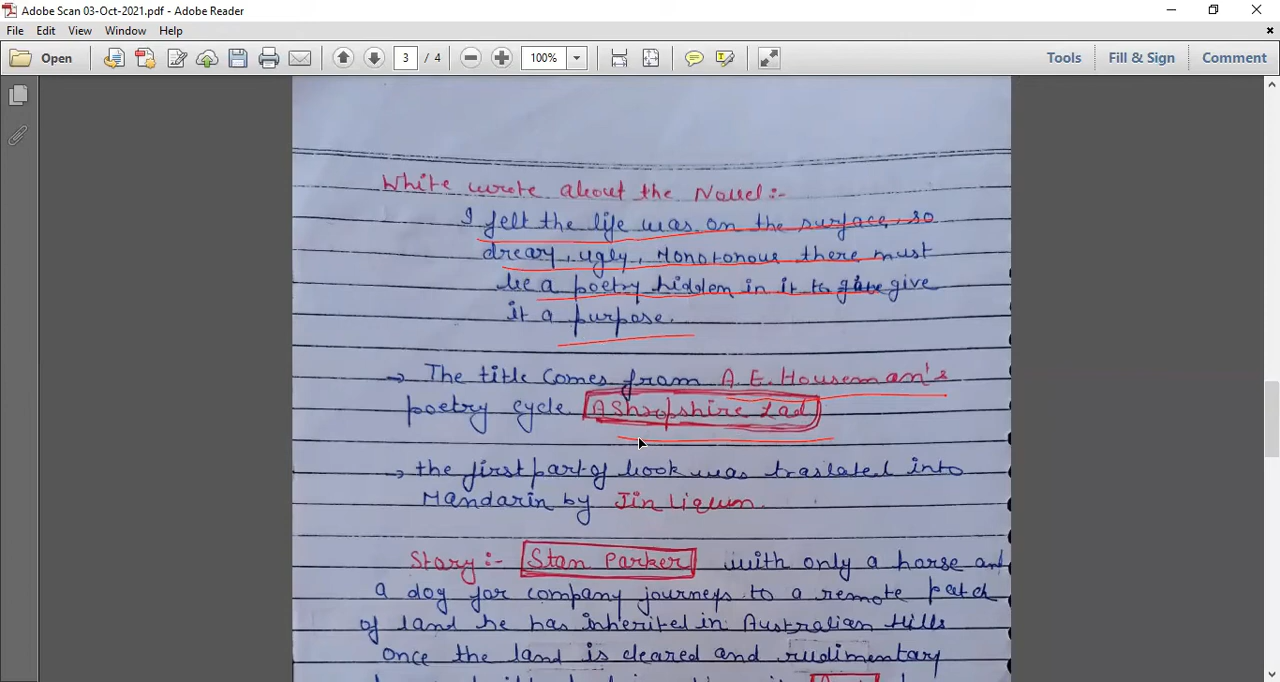 Adobe Scan 03-Oct-2021.pdf - Adobe Reader
File Edit View Window Help
Open 3 / 4 100% Tools Fill & Sign Comment
White wrote about the Novel:-
I felt the life was on the surface, so
dreary, ugly, Monotonous there must
be a poetry hidden in it to give
it a purpose.
→ The title comes from A.E. Houseman's
poetry cycle A Shropshire Lad
→ the first part of book was traslated into
Mandarin by Jin Liqun.
Story:- Stan Parker with only a horse and
a dog for company journeys to a remote patch
of land he has inherited in Australian Hills
Once the land is cleared and rudimentary